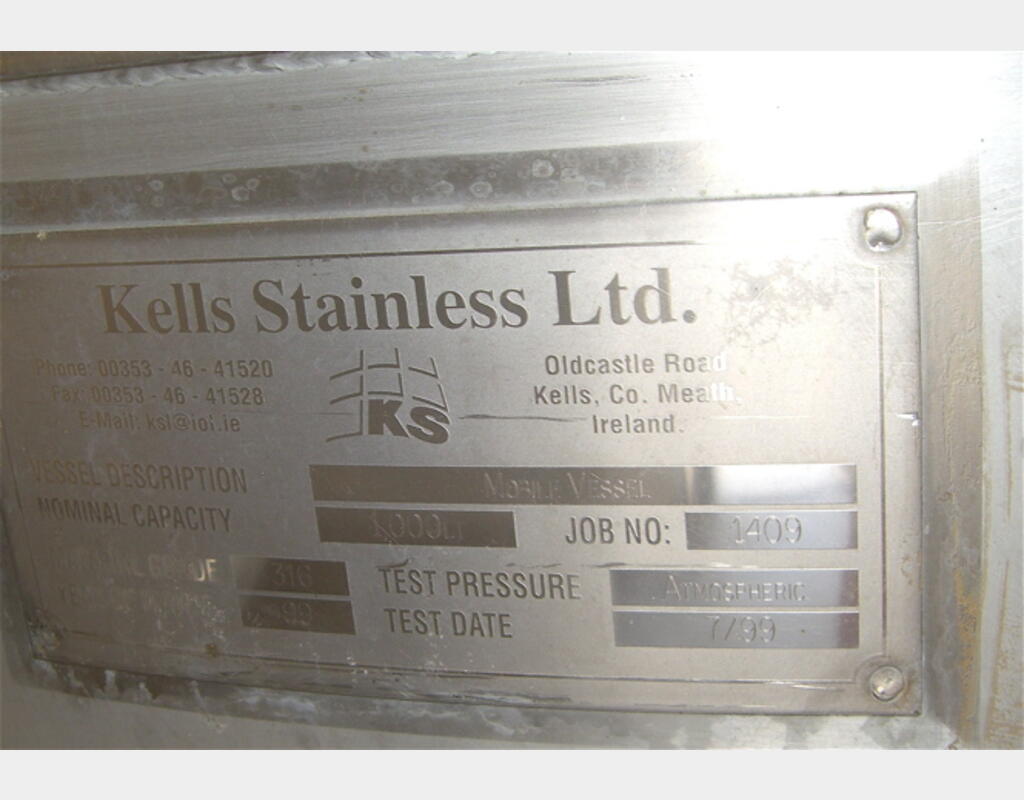 Kells Stainless Ltd.
Phone: 00353 - 46 - 41520
Fax: 00353 - 46 - 41528
E-Mail: ksl@iol.ie
KS
Oldcastle Road
Kells, Co. Meath,
Ireland.
VESSEL DESCRIPTION MOBILE VESSEL
NOMINAL CAPACITY 1000LT JOB NO: 1409
316 TEST PRESSURE ATMOSPHERIC
99 TEST DATE 7/99